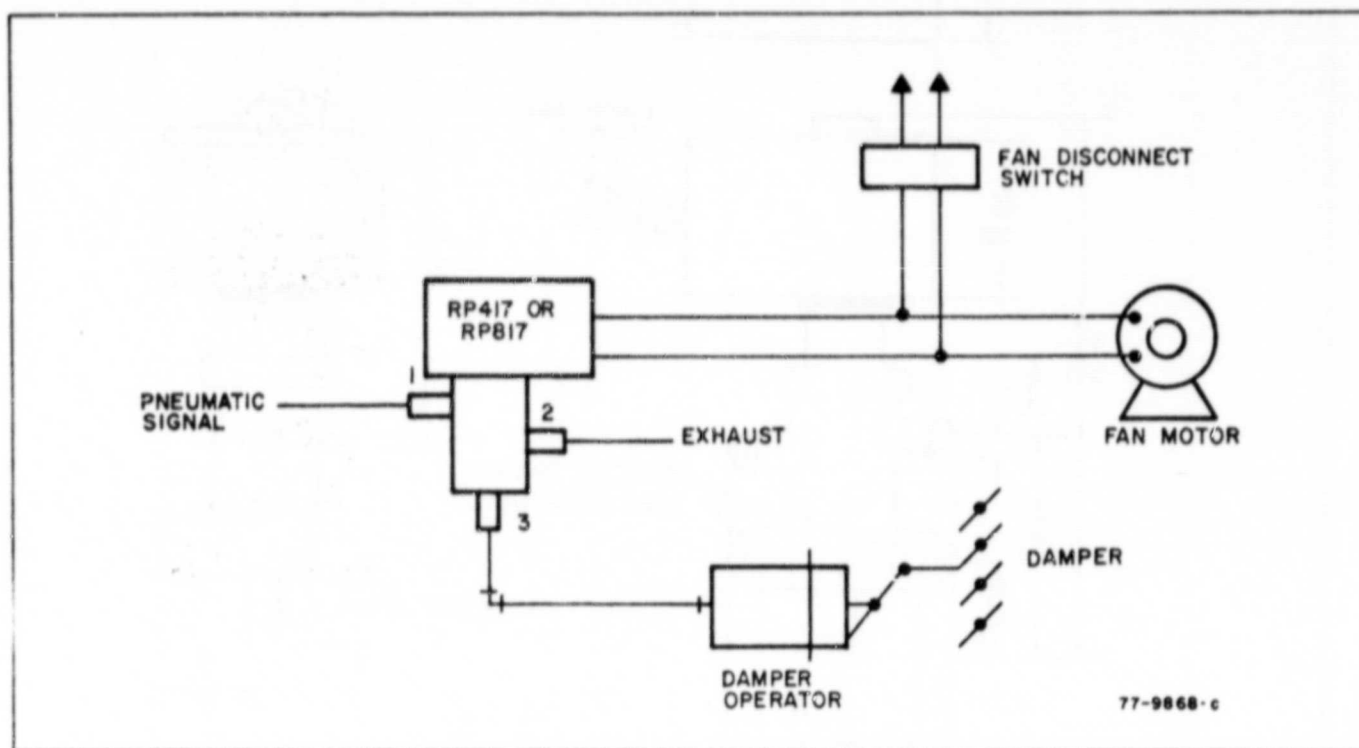 FAN DISCONNECT
SWITCH
RP417 OR
RP817
1
PNEUMATIC
SIGNAL
2
EXHAUST
FAN MOTOR
3
DAMPER
DAMPER
OPERATOR
77-9868-c